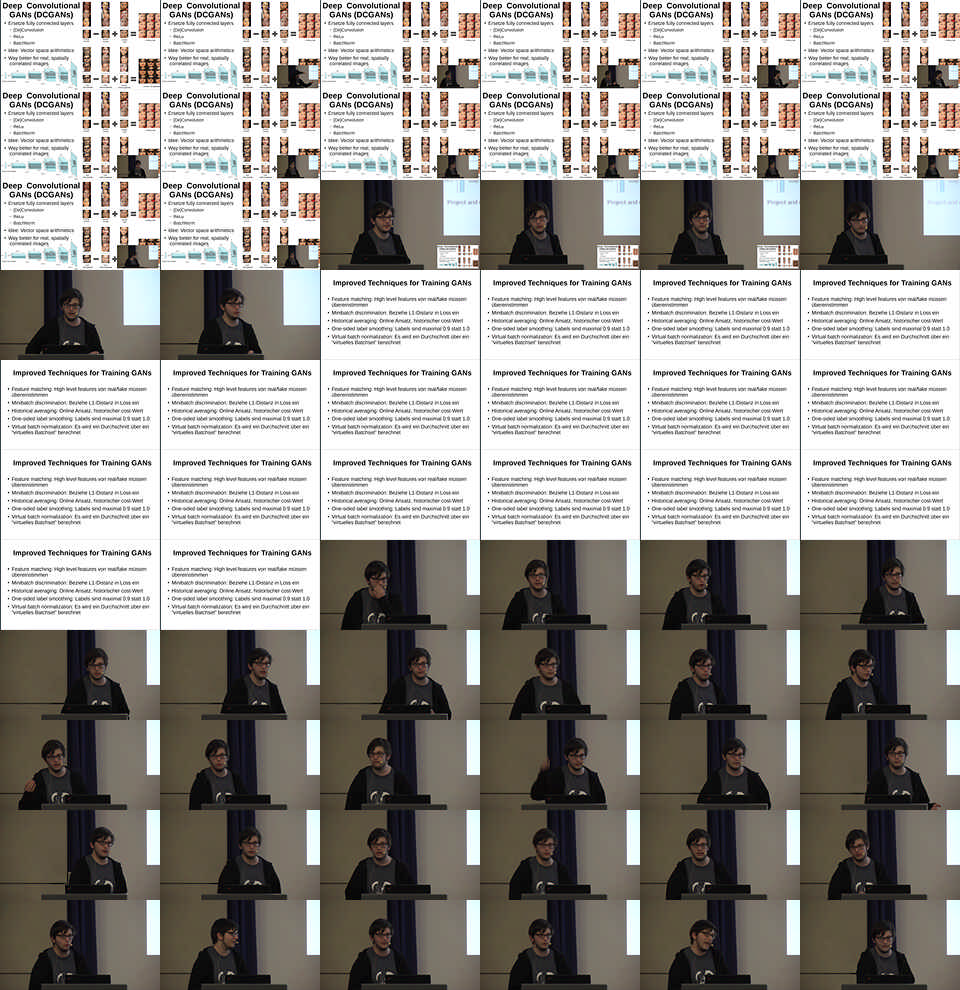 Deep Convolutional
GANs (DCGANs)
Ersetze fully connected layers
(De)Convolution
ReLu
BatchNorm
Idee: Vector space arithmetics
Way better for real, spatially
correlated images
Project and
Improved Techniques for Training GANs
Feature matching: High level features von real/fake müssen
übereinstimmen
Minibatch discrimination: Beziehe L1-Distanz in Loss ein
Historical averaging: Online Ansatz, historischer cost-Wert
One-sided label smoothing: Labels sind maximal 0.9 statt 1.0
Virtual batch normalization: Es wird ein Durchschnitt über ein
"virtuelles Batchset" berechnet